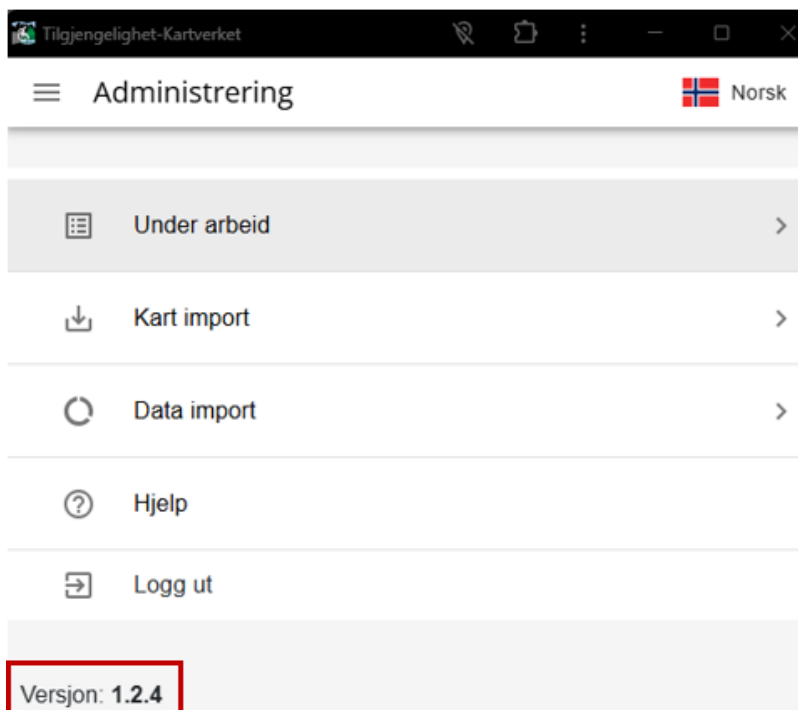 Tilgjengelighet-Kartverket
Administrering
Norsk
Under arbeid
Kart import
Data import
Hjelp
Logg ut
Versjon: 1.2.4